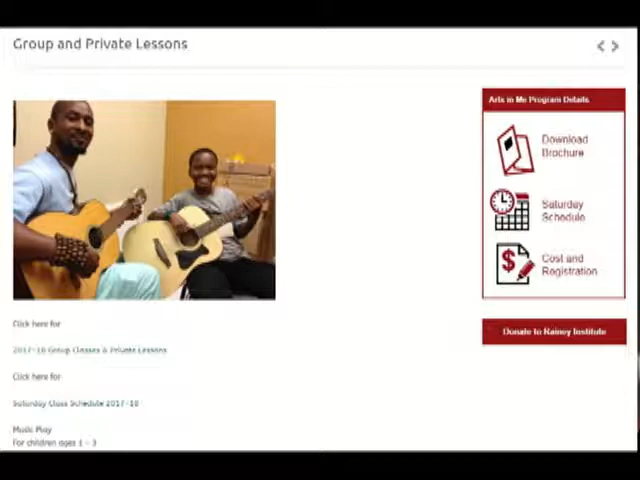 Group and Private Lessons
Arts in Me Program Details
Download
Brochure
Saturday
Schedule
Cost and
Registration
Donate to Rainey Institute
Click here for
2017-18 Group Classes & Private Lessons
Click here for
Saturday Class Schedule 2017-18
Music Play
For children ages 1 - 3